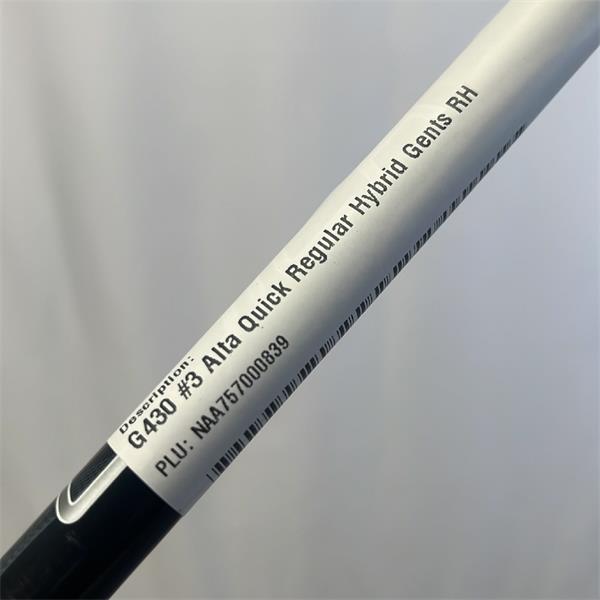 Description:
G430 #3 Alta Quick Regular Hybrid Gents RH
PLU: NAA757000839